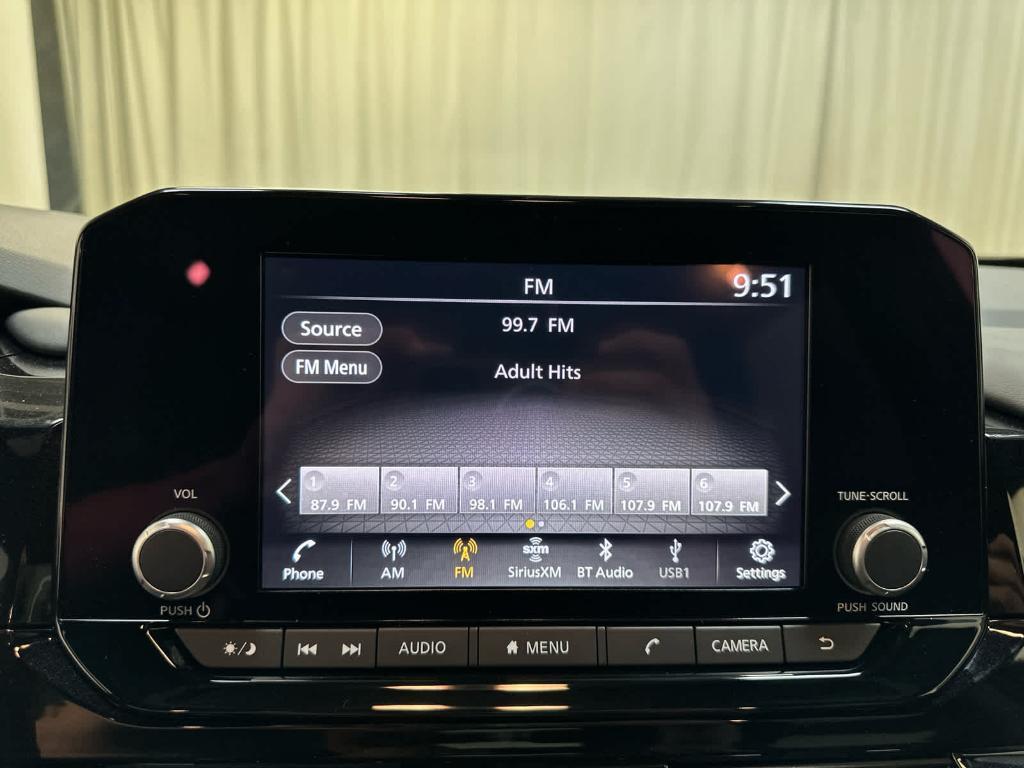 FM
9:51
Source
99.7 FM
FM Menu
Adult Hits
1
2
3
4
5
6
87.9 FM
90.1 FM
98.1 FM
106.1 FM
107.9 FM
107.9 FM
VOL
TUNE·SCROLL
Phone
AM
FM
sxm
SiriusXM
BT Audio
USB1
Settings
PUSH
PUSH SOUND
AUDIO
MENU
CAMERA